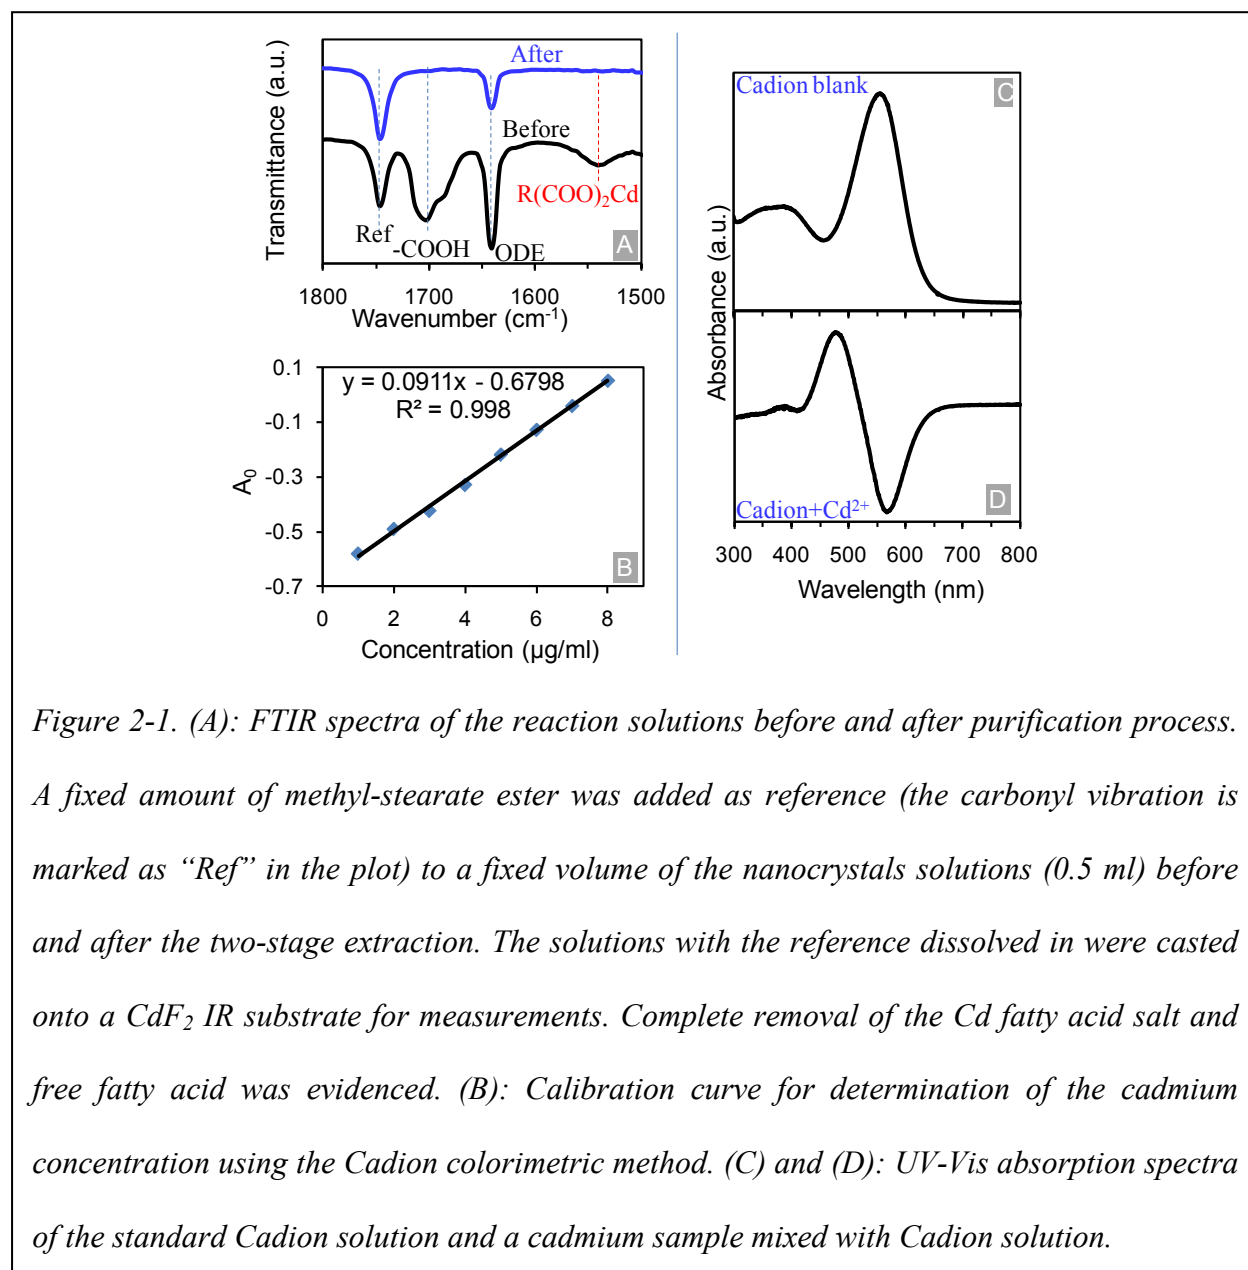 Transmittance (a.u.)
After
Before
R(COO)₂Cd
Ref
-COOH
ODE
A
1800 1700 1600 1500
Wavenumber (cm⁻¹)
0.1
-0.1
-0.3
-0.5
-0.7
A₀
y = 0.0911x - 0.6798
R² = 0.998
B
0 2 4 6 8
Concentration (µg/ml)
Absorbance (a.u.)
Cadion blank
C
D
Cadion+Cd²⁺
300 400 500 600 700 800
Wavelength (nm)
Figure 2-1. (A): FTIR spectra of the reaction solutions before and after purification process.
A fixed amount of methyl-stearate ester was added as reference (the carbonyl vibration is
marked as “Ref” in the plot) to a fixed volume of the nanocrystals solutions (0.5 ml) before
and after the two-stage extraction. The solutions with the reference dissolved in were casted
onto a CdF₂ IR substrate for measurements. Complete removal of the Cd fatty acid salt and
free fatty acid was evidenced. (B): Calibration curve for determination of the cadmium
concentration using the Cadion colorimetric method. (C) and (D): UV-Vis absorption spectra
of the standard Cadion solution and a cadmium sample mixed with Cadion solution.